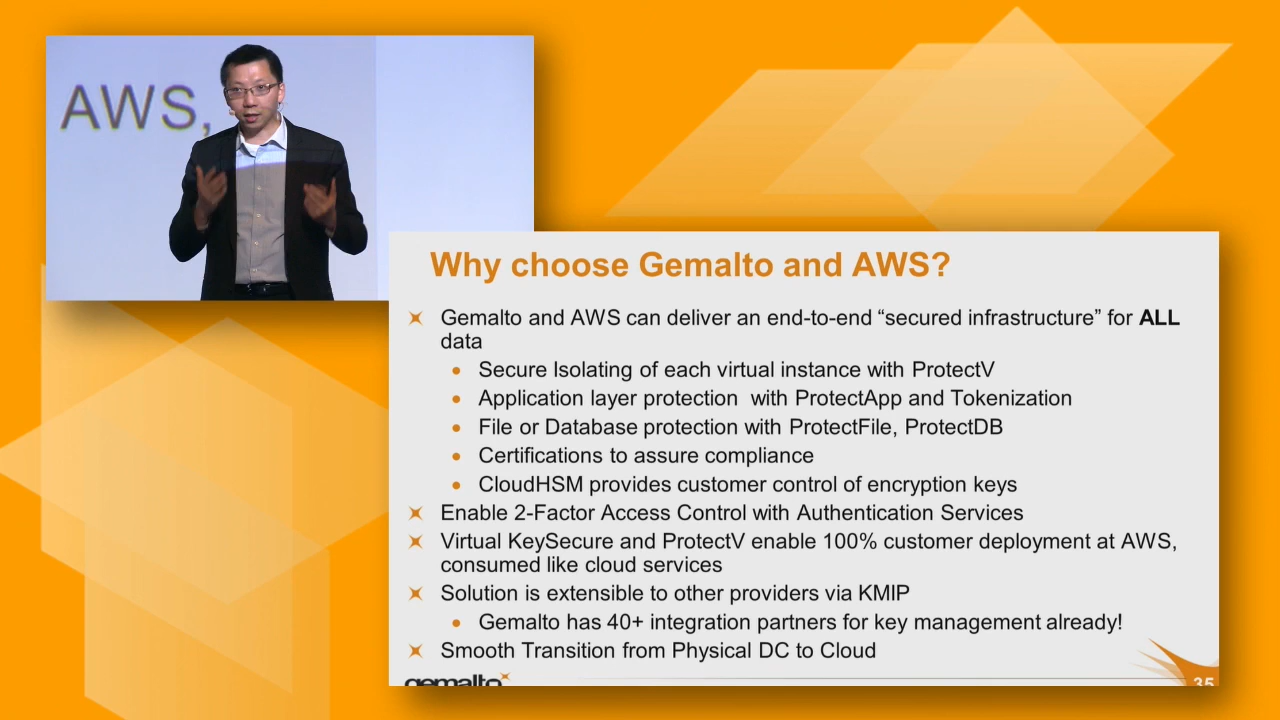 AWS,
Why choose Gemalto and AWS?
Gemalto and AWS can deliver an end-to-end “secured infrastructure” for ALL
data
Secure Isolating of each virtual instance with ProtectV
Application layer protection  with ProtectApp and Tokenization
File or Database protection with ProtectFile, ProtectDB
Certifications to assure compliance
CloudHSM provides customer control of encryption keys
Enable 2-Factor Access Control with Authentication Services
Virtual KeySecure and ProtectV enable 100% customer deployment at AWS,
consumed like cloud services
Solution is extensible to other providers via KMIP
Gemalto has 40+ integration partners for key management already!
Smooth Transition from Physical DC to Cloud
gemalto
35